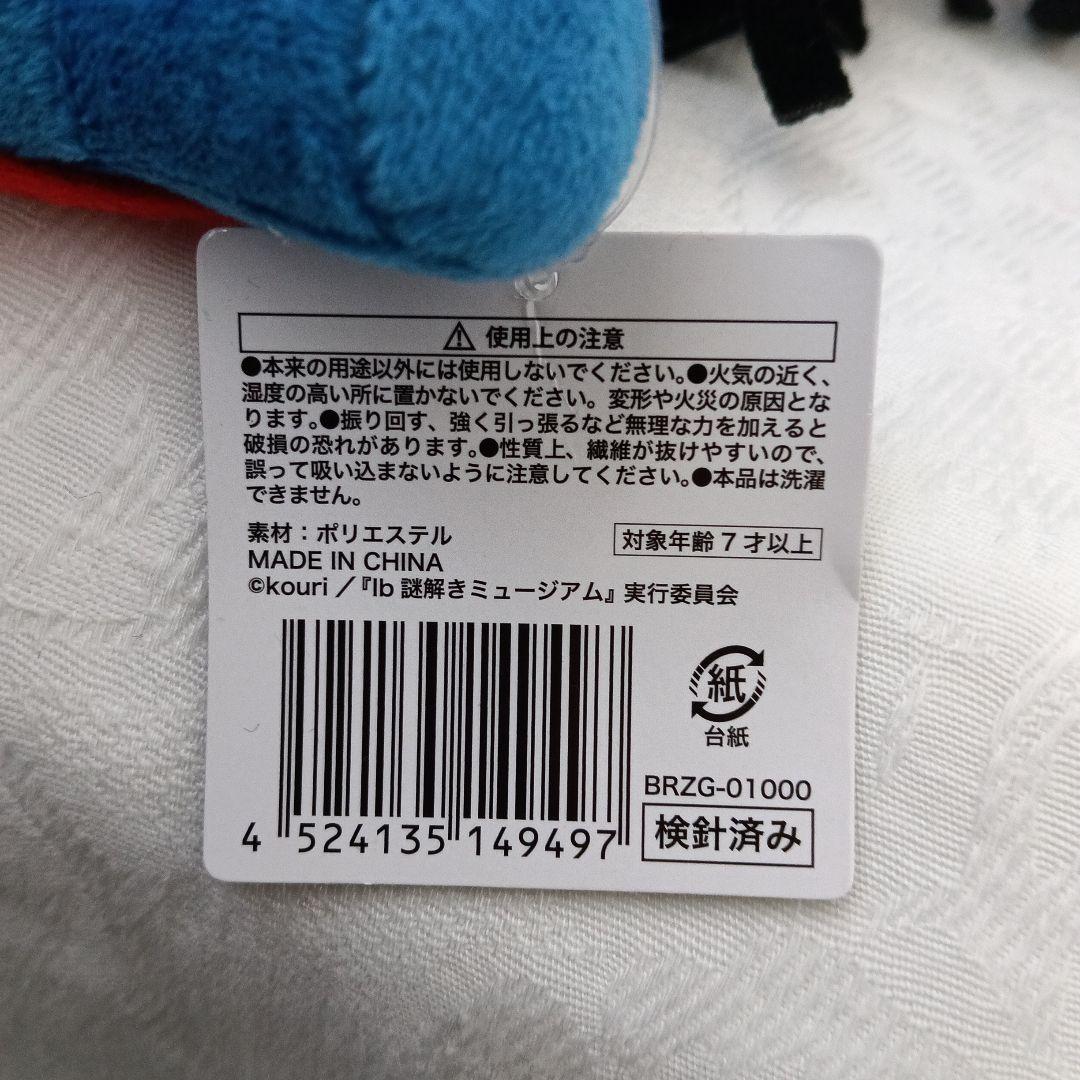 ⚠ 使用上の注意
●本来の用途以外には使用しないでください。●火気の近く、
湿度の高い所に置かないでください。変形や火災の原因とな
ります。●振り回す、強く引っ張るなど無理な力を加えると
破損の恐れがあります。●性質上、繊維が抜けやすいので、
誤って吸い込まないように注意してください。●本品は洗濯
できません。
素材：ポリエステル
対象年齢７才以上
MADE IN CHINA
©kouri／『Ib 謎解きミュージアム』実行委員会
紙
台紙
BRZG-01000
検針済み
4 524135 149497